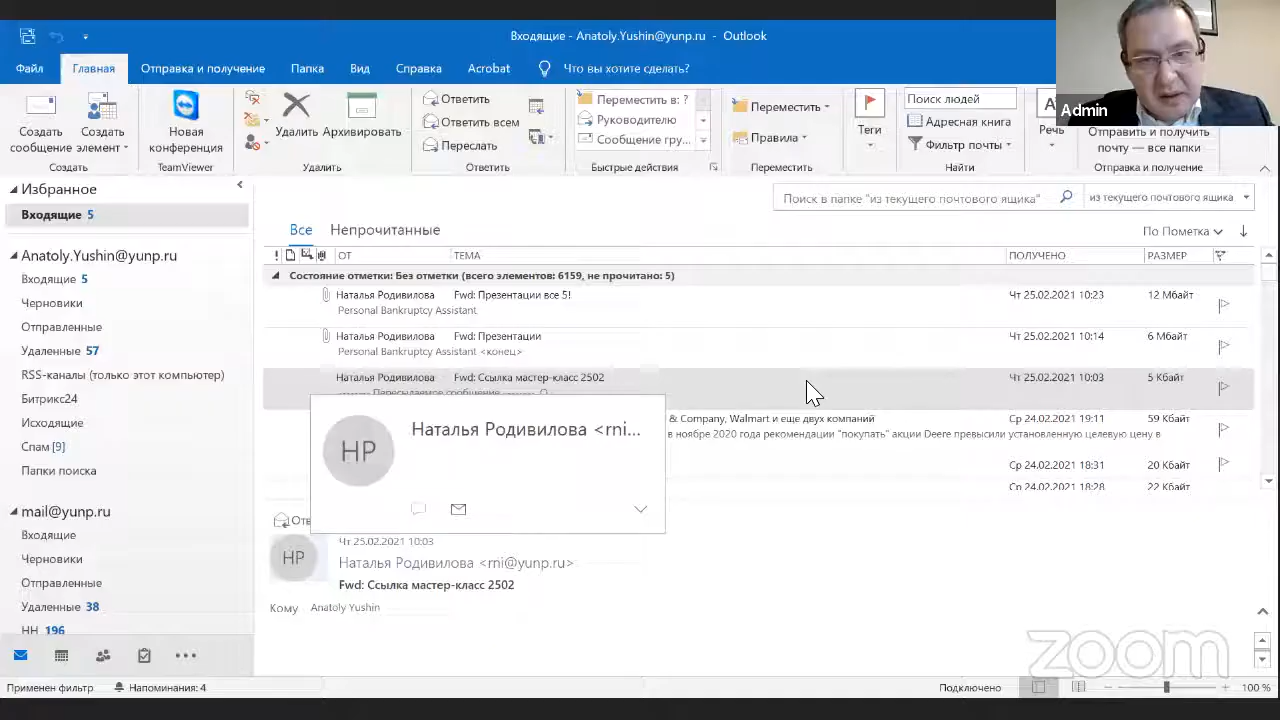 Входящие - Anatoly.Yushin@yunp.ru - Outlook
Файл Главная Отправка и получение Папка Вид Справка Acrobat Что вы хотите сделать?
Admin
Создать сообщение
Создать элемент
Создать
Новая конференция
TeamViewer
Удалить
Архивировать
Удалить
Ответить
Ответить всем
Переслать
Ответить
Переместить в: ?
Руководителю
Сообщение гру...
Быстрые действия
Переместить
Правила
Переместить
Теги
Поиск людей
Адресная книга
Фильтр почты
Найти
Речь
Отправить и получить
почту — все папки
Отправка и получение
Избранное
Входящие 5
Anatoly.Yushin@yunp.ru
Входящие 5
Черновики
Отправленные
Удаленные 57
RSS-каналы (только этот компьютер)
Битрикс24
Исходящие
Спам [9]
Папки поиска
mail@yunp.ru
Входящие
Черновики
Отправленные
Удаленные 38
НН 196
Поиск в папке "из текущего почтового ящика" из текущего почтового ящика
Все Непрочитанные По Пометка
ОТ ТЕМА ПОЛУЧЕНО РАЗМЕР
Состояние отметки: Без отметки (всего элементов: 6159, не прочитано: 5)
Наталья Родивилова Fwd: Презентации все 5! Чт 25.02.2021 10:23 12 Мбайт
Personal Bankruptcy Assistant
Наталья Родивилова Fwd: Презентации Чт 25.02.2021 10:14 6 Мбайт
Personal Bankruptcy Assistant <конец>
Наталья Родивилова Fwd: Ссылка мастер-класс 2502 Чт 25.02.2021 10:03 5 Кбайт
Пересылаемое сообщение
& Company, Walmart и еще двух компаний Ср 24.02.2021 19:11 59 Кбайт
в ноябре 2020 года рекомендации "покупать" акции Deere превысили установленную целевую цену в
Ср 24.02.2021 18:31 20 Кбайт
Ср 24.02.2021 18:28 22 Кбайт
НР
Наталья Родивилова <rni...
Отв
Чт 25.02.2021 10:03
НР
Наталья Родивилова <rni@yunp.ru>
Fwd: Ссылка мастер-класс 2502
Кому Anatoly Yushin
zoom
Применен фильтр Напоминания: 4 Подключено 100 %